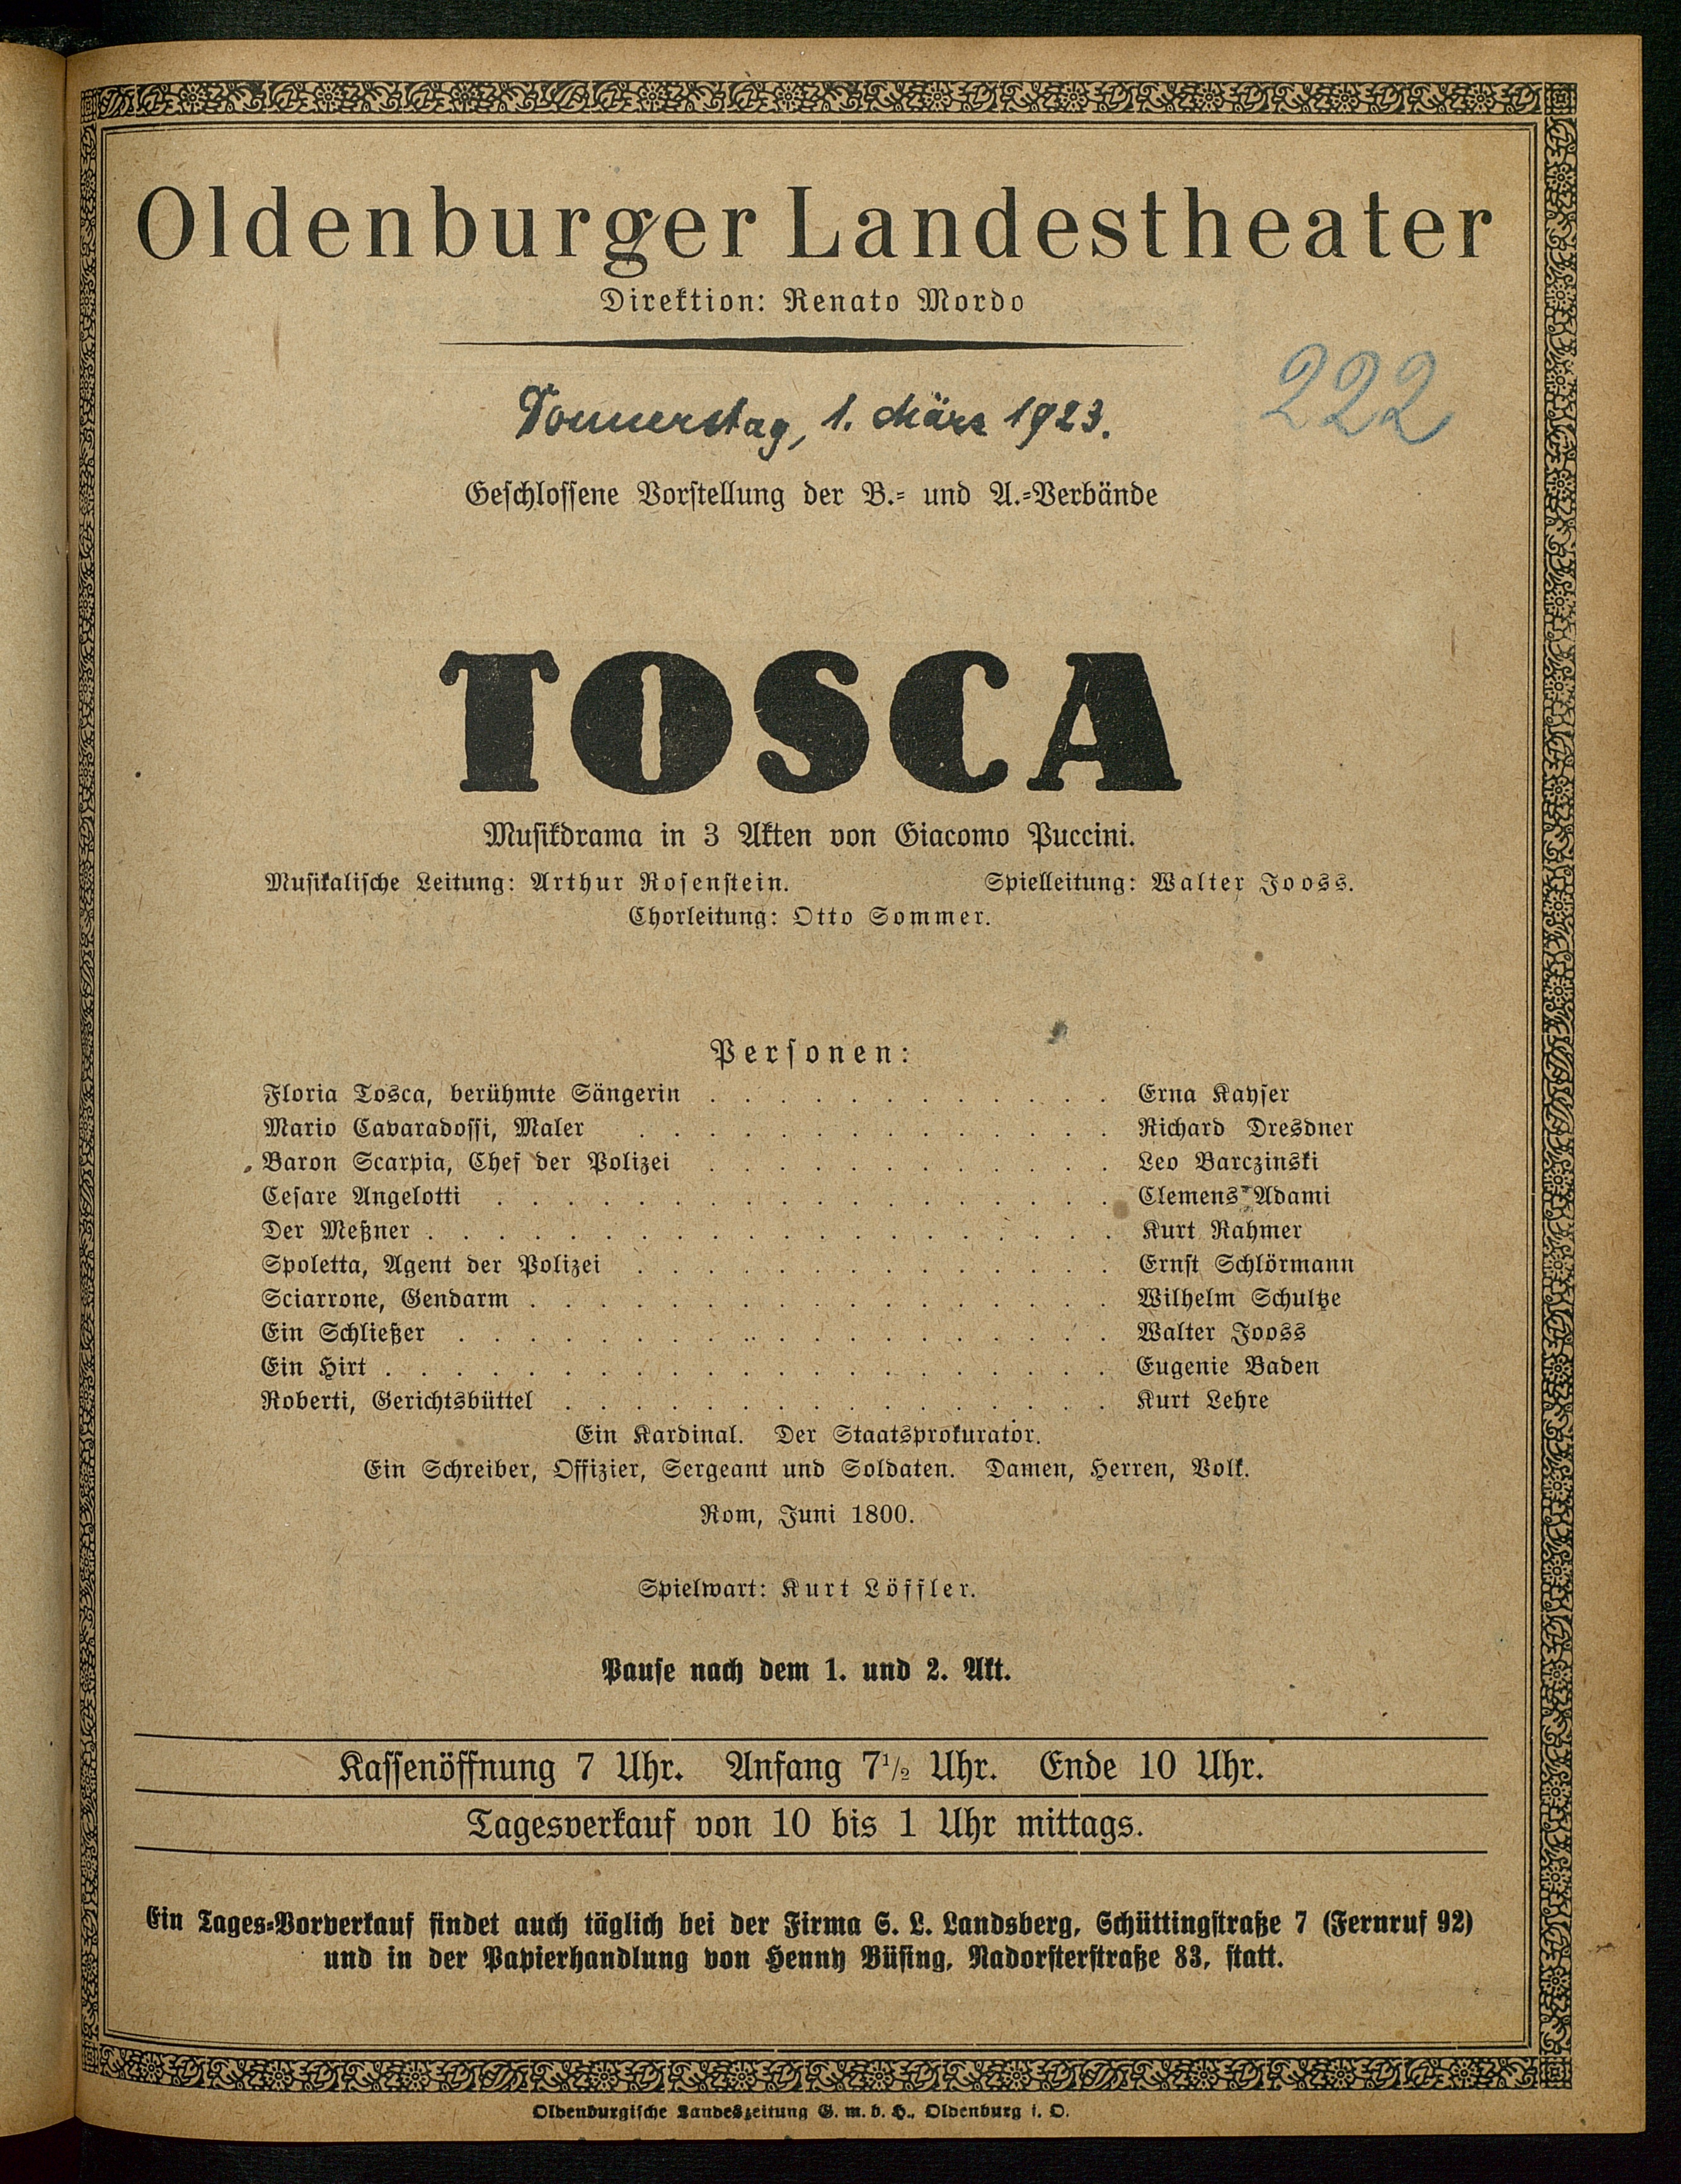 Oldenburger Landestheater
Direktion: Renato Mordo
222
Donnerstag, 1. März 1923.
Geschlossene Vorstellung der B.- und A.-Verbände
TOSCA
Musikdrama in 3 Akten von Giacomo Puccini.
Musikalische Leitung: Arthur Rosenstein. Spielleitung: Walter Jooss.
Chorleitung: Otto Sommer.
Personen:
Floria Tosca, berühmte Sängerin . . . . . . . . . . . . Erna Kayser
Mario Cavaradossi, Maler . . . . . . . . . . . . . . Richard Dresdner
Baron Scarpia, Chef der Polizei . . . . . . . . . . . . Leo Barczinski
Cesare Angelotti . . . . . . . . . . . . . . . . . . Clemens Adami
Der Meßner . . . . . . . . . . . . . . . . . . . . Kurt Rahmer
Spoletta, Agent der Polizei . . . . . . . . . . . . . . Ernst Schlörmann
Sciarrone, Gendarm . . . . . . . . . . . . . . . . . Wilhelm Schultze
Ein Schließer . . . . . . . . . . . . . . . . . . . Walter Jooss
Ein Hirt . . . . . . . . . . . . . . . . . . . . . Eugenie Baden
Roberti, Gerichtsbüttel . . . . . . . . . . . . . . . . Kurt Lehre
Ein Kardinal. Der Staatsprokurator.
Ein Schreiber, Offizier, Sergeant und Soldaten. Damen, Herren, Volk.
Rom, Juni 1800.
Spielwart: Kurt Löffler.
Pause nach dem 1. und 2. Akt.
Kassenöffnung 7 Uhr. Anfang 7½ Uhr. Ende 10 Uhr.
Tagesverkauf von 10 bis 1 Uhr mittags.
Ein Tages-Vorverkauf findet auch täglich bei der Firma S. L. Landsberg, Schüttingstraße 7 (Fernruf 92)
und in der Papierhandlung von Henny Büsing, Nadorsterstraße 83, statt.
Oldenburgische Landeszeitung G. m. b. H., Oldenburg i. O.